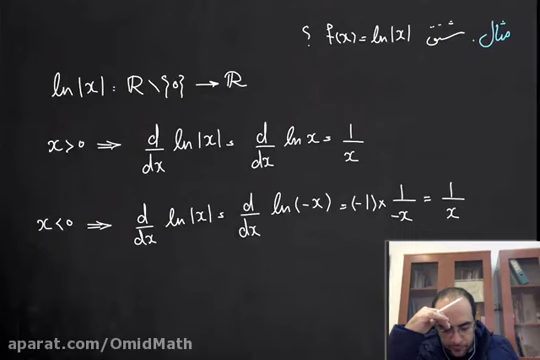 مثال. مشتق f(x) = ln|x| ؟
ln|x| : ℝ \ {0} → ℝ
x>0 ⇒ d/dx ln|x| = d/dx ln x = 1/x
x<0 ⇒ d/dx ln|x| = d/dx ln(-x) = (-1) × 1/-x = 1/x
aparat.com/OmidMath